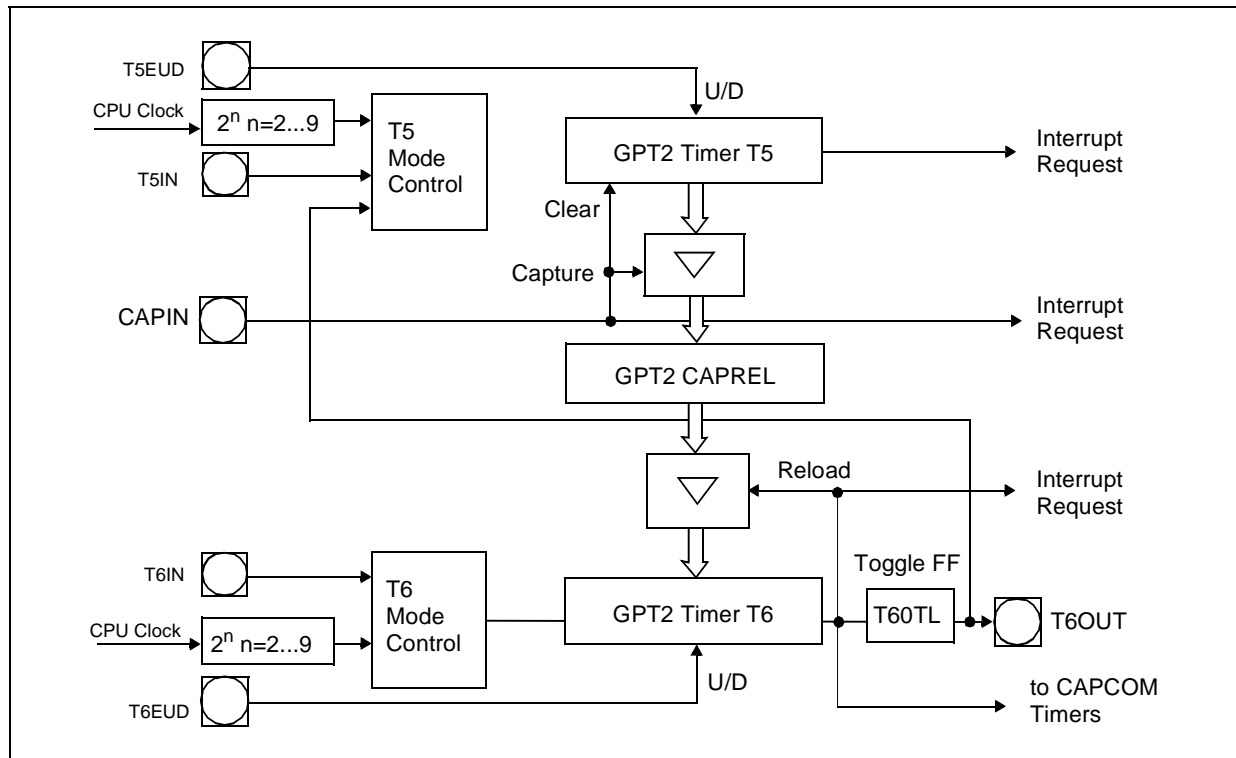 T5EUD
U/D
CPU Clock
2ⁿ n=2...9
T5
Mode
Control
GPT2 Timer T5
Interrupt
Request
T5IN
Clear
Capture
CAPIN
Interrupt
Request
GPT2 CAPREL
Reload
Interrupt
Request
T6IN
T6
Mode
Control
Toggle FF
GPT2 Timer T6
T60TL
T6OUT
CPU Clock
2ⁿ n=2...9
U/D
T6EUD
to CAPCOM
Timers